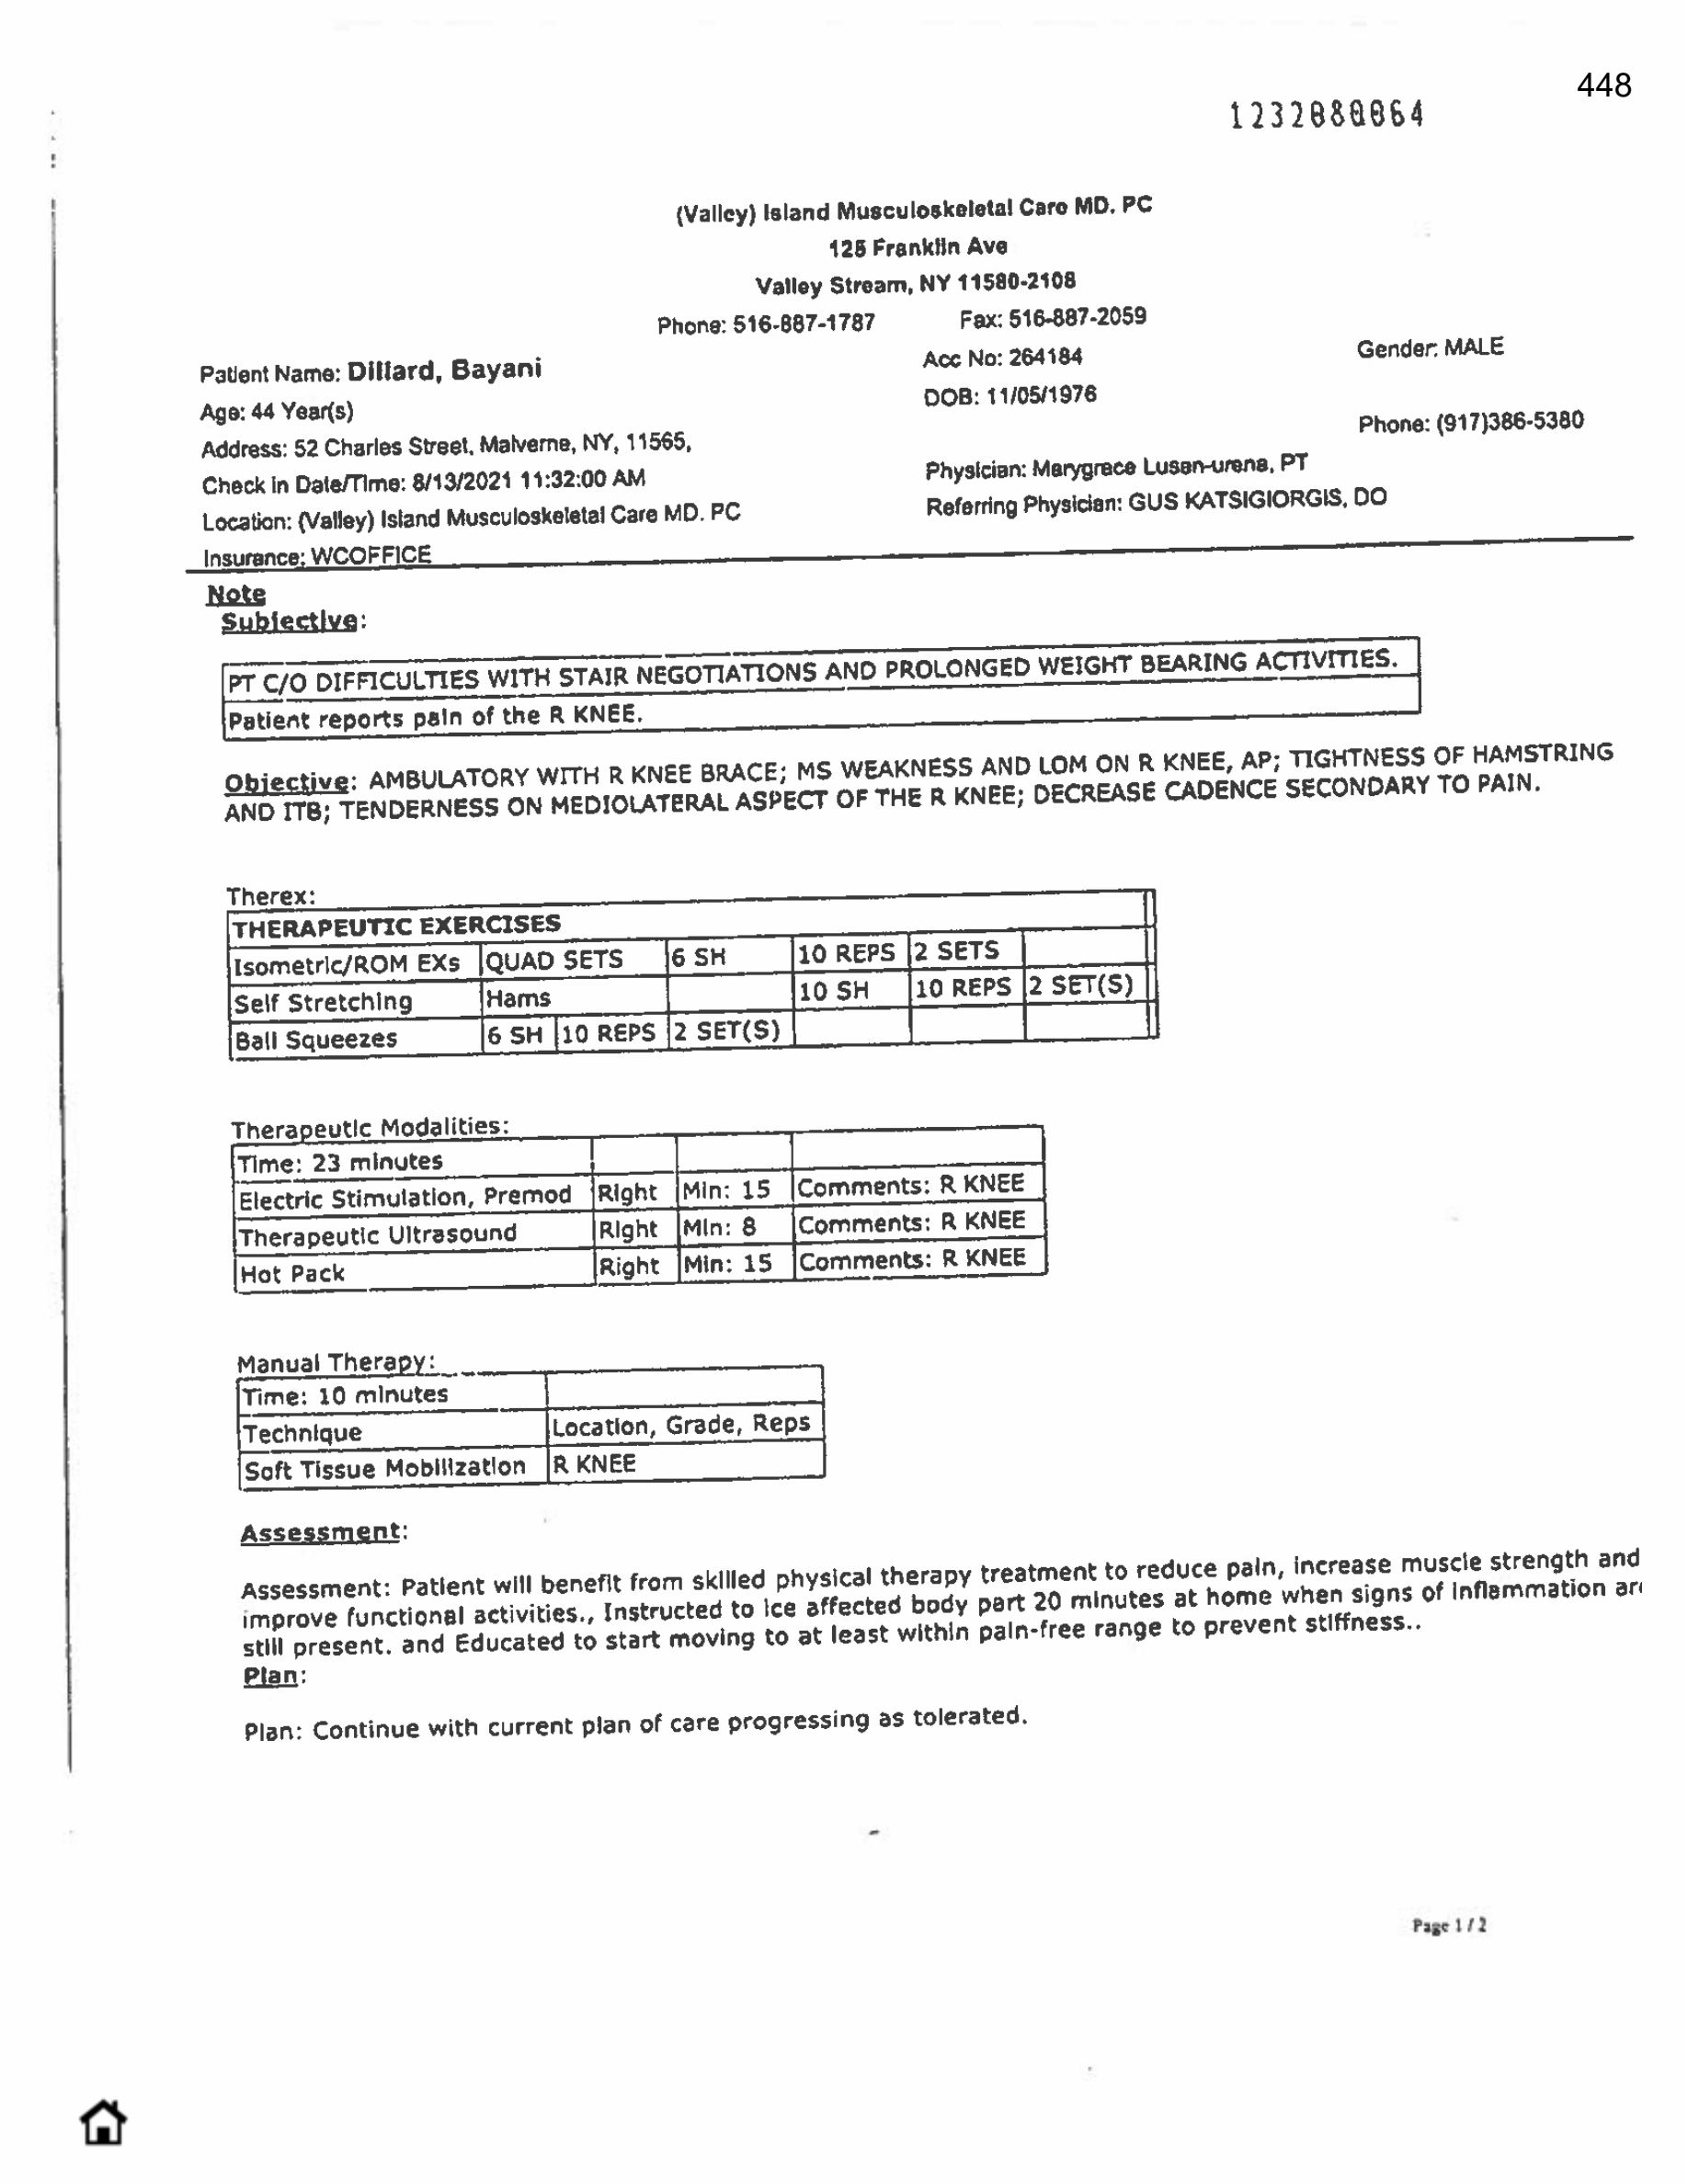 448
(Valley) Island Musculoskeletal Care MD. PC
125 Franklin Ave
Valley Stream, NY 11580-2108
Phone: 516-887-1787 Fax: 516-887-2059
Patient Name: Dillard, Bayani Acc No: 264184 Gender: MALE
Age: 44 Year(s) DOB: 11/05/1976
Address: 52 Charles Street, Malverne, NY, 11565, Phone: (917)386-5380
Check in Date/Time: 8/13/2021 11:32:00 AM Physician: Marygrace Lusan-urena, PT
Location: (Valley) Island Musculoskeletal Care MD. PC Referring Physician: GUS KATSIGIORGIS, DO
Insurance: WCOFFICE
Note
Subjective:
PT C/O DIFFICULTIES WITH STAIR NEGOTIATIONS AND PROLONGED WEIGHT BEARING ACTIVITIES.
Patient reports pain of the R KNEE.
Objective: AMBULATORY WITH R KNEE BRACE; MS WEAKNESS AND LOM ON R KNEE, AP; TIGHTNESS OF HAMSTRING
AND ITB; TENDERNESS ON MEDIOLATERAL ASPECT OF THE R KNEE; DECREASE CADENCE SECONDARY TO PAIN.
Therex:
THERAPEUTIC EXERCISES
Isometric/ROM EXs QUAD SETS 6 SH 10 REPS 2 SETS
Self Stretching Hams 10 SH 10 REPS 2 SET(S)
Ball Squeezes 6 SH 10 REPS 2 SET(S)
Therapeutic Modalities:
Time: 23 minutes
Electric Stimulation, Premod Right Min: 15 Comments: R KNEE
Therapeutic Ultrasound Right Min: 8 Comments: R KNEE
Hot Pack Right Min: 15 Comments: R KNEE
Manual Therapy:
Time: 10 minutes
Technique Location, Grade, Reps
Soft Tissue Mobilization R KNEE
Assessment:
Assessment: Patient will benefit from skilled physical therapy treatment to reduce pain, increase muscle strength and
improve functional activities., Instructed to ice affected body part 20 minutes at home when signs of inflammation ar
still present. and Educated to start moving to at least within pain-free range to prevent stiffness..
Plan:
Plan: Continue with current plan of care progressing as tolerated.
Page 1 / 2